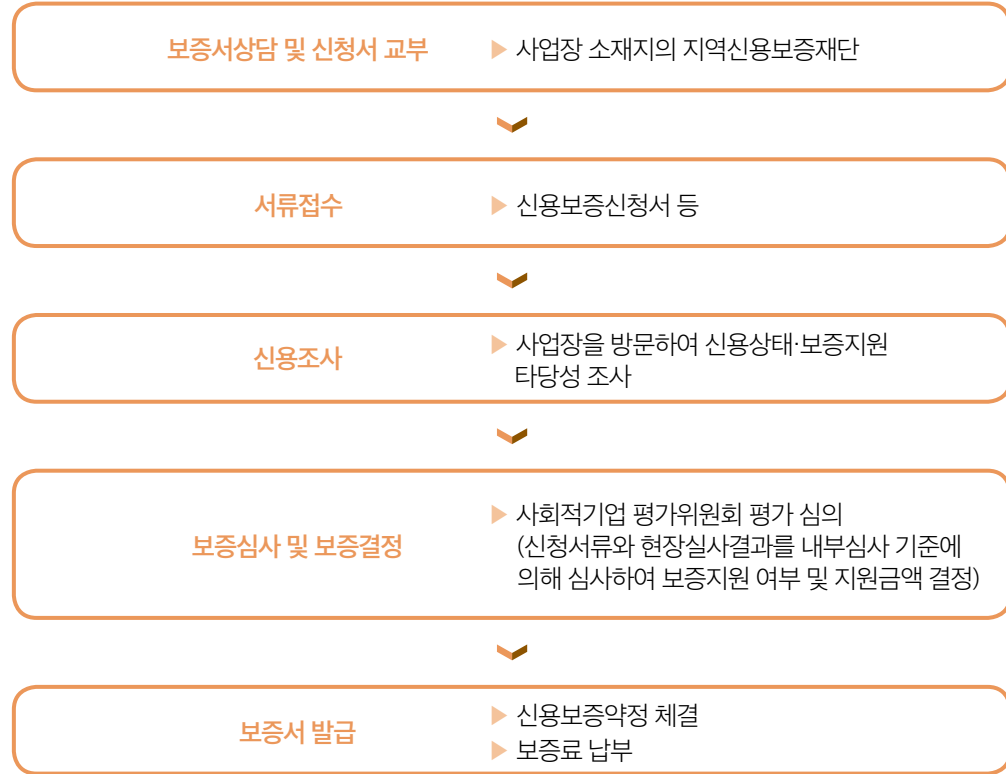 보증서상담 및 신청서 교부 ▶ 사업장 소재지의 지역신용보증재단
서류접수 ▶ 신용보증신청서 등
신용조사 ▶ 사업장을 방문하여 신용상태·보증지원
타당성 조사
보증심사 및 보증결정 ▶ 사회적기업 평가위원회 평가 심의
(신청서류와 현장실사결과를 내부심사 기준에
의해 심사하여 보증지원 여부 및 지원금액 결정)
보증서 발급 ▶ 신용보증약정 체결
▶ 보증료 납부